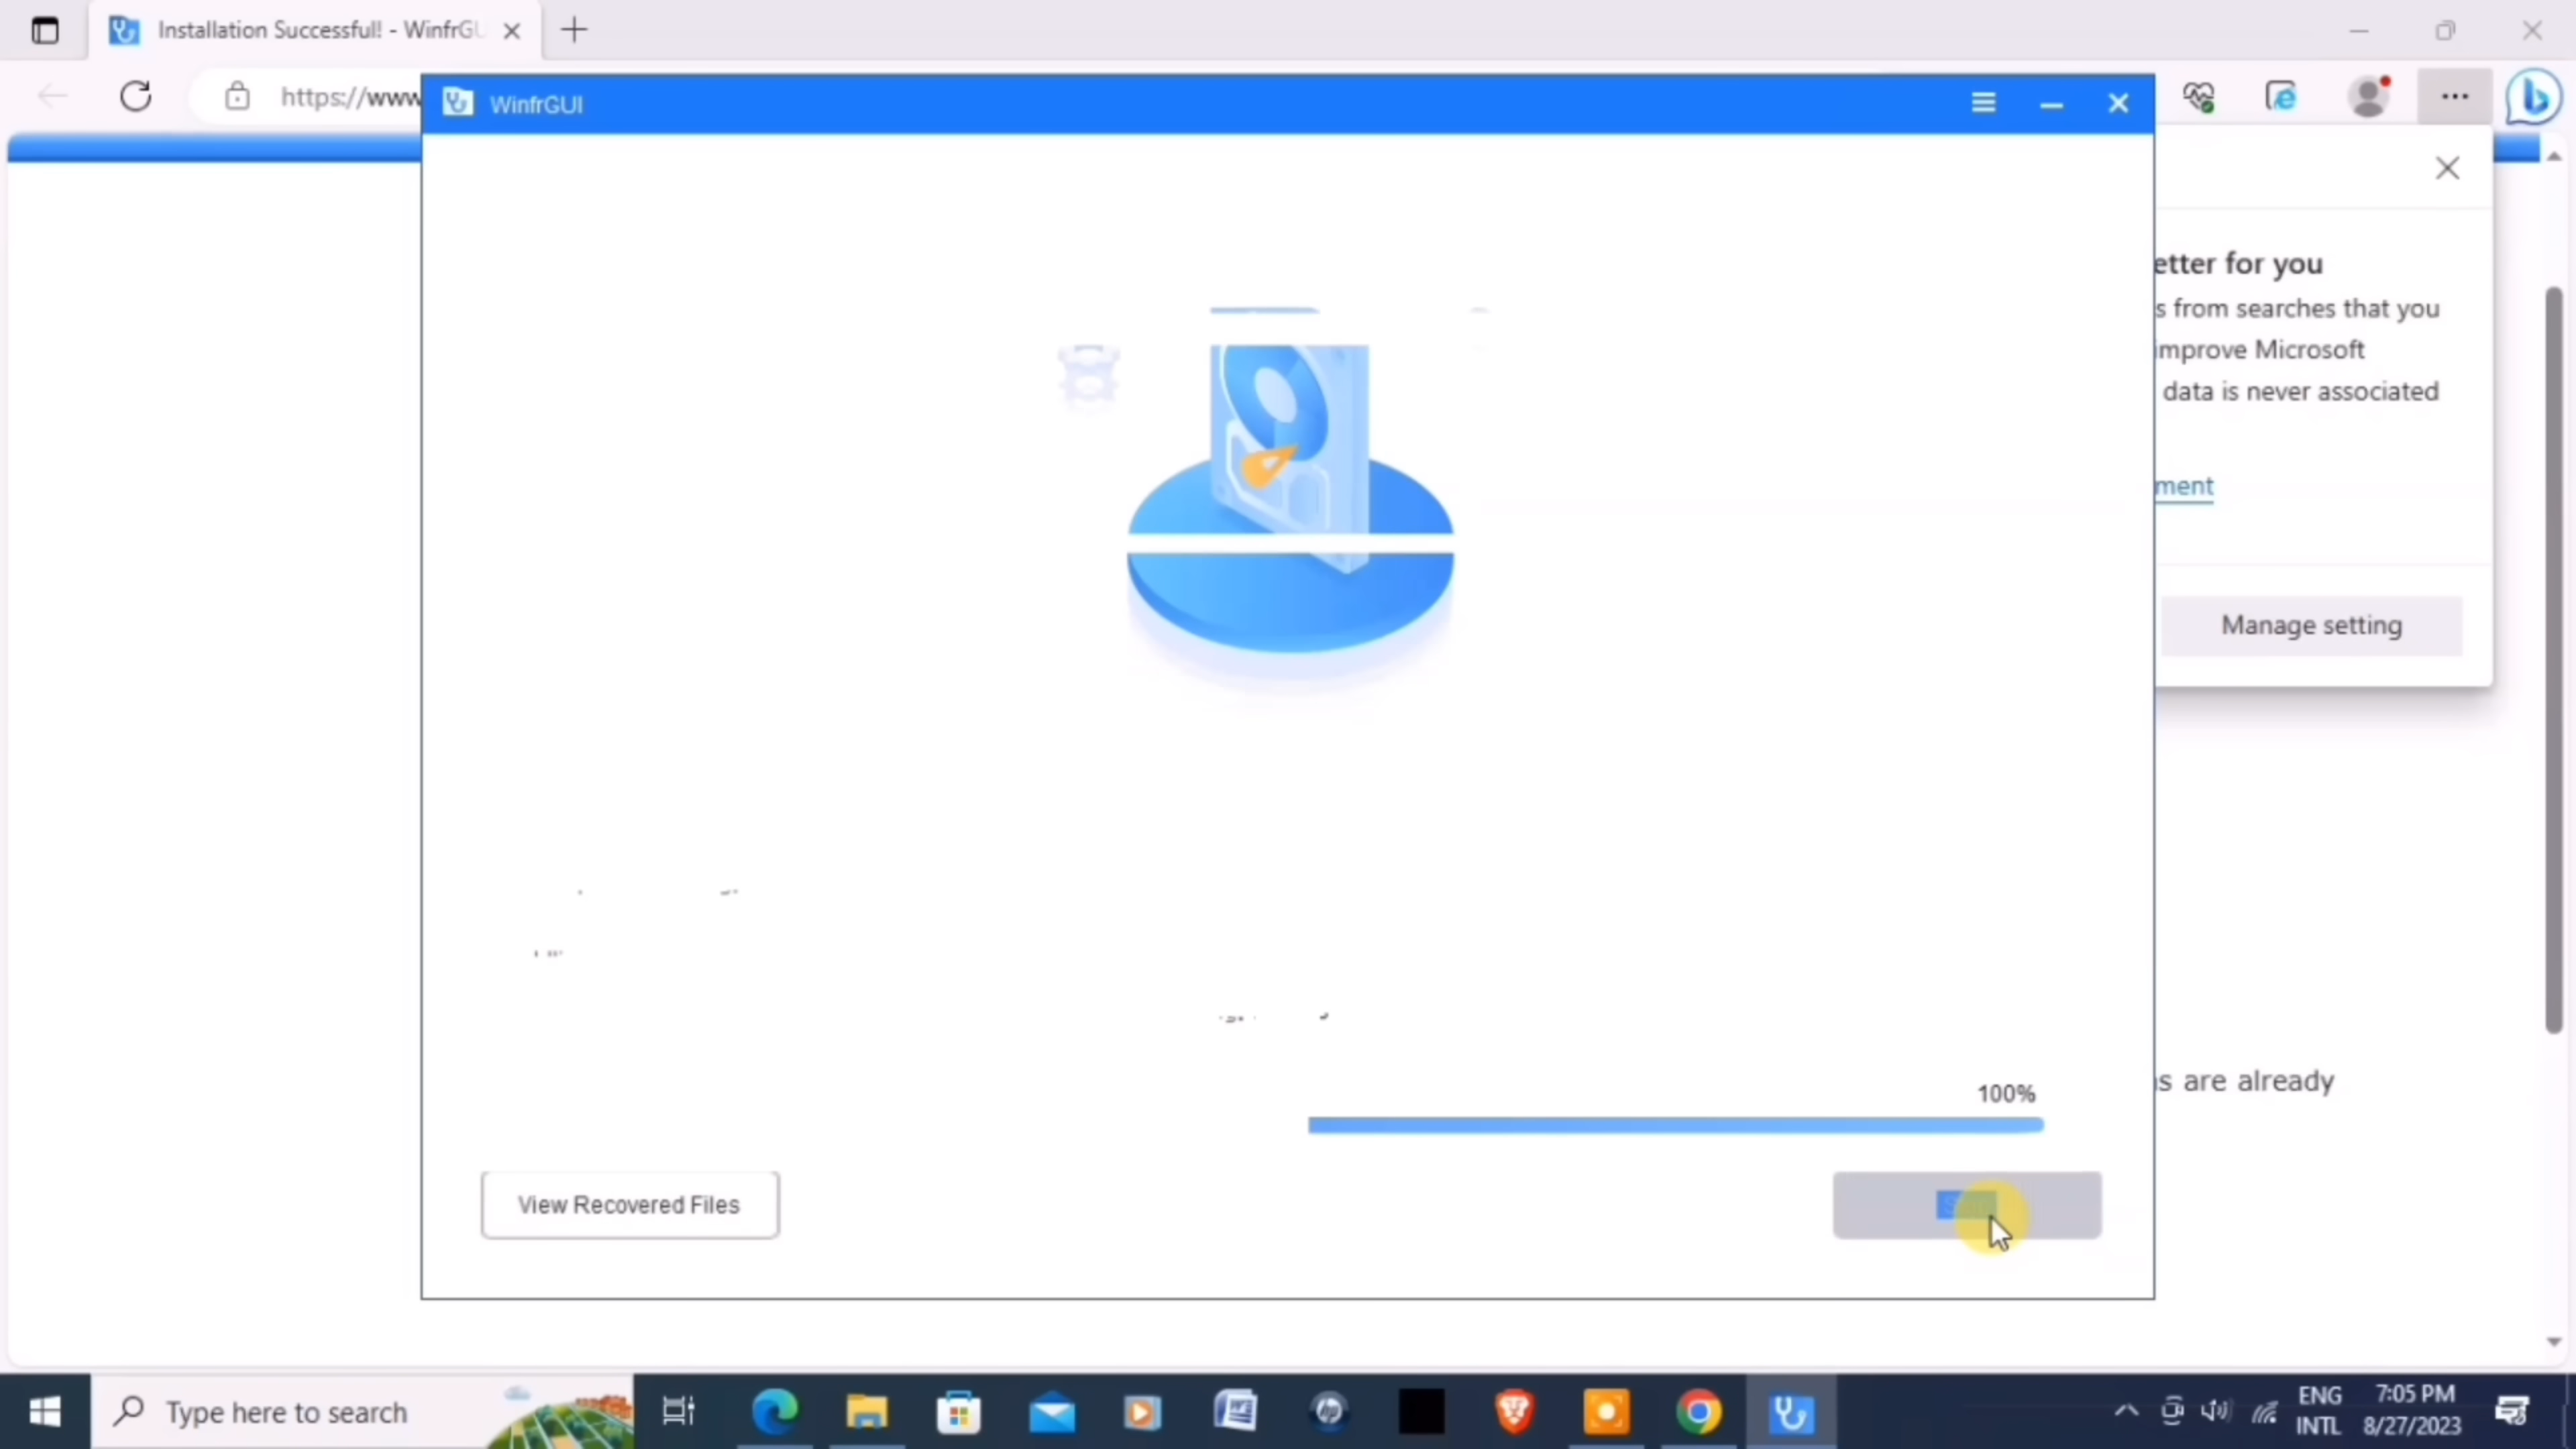 Installation Successful! - WinfrGU
https://www
WinfrGUI
etter for you
s from searches that you
improve Microsoft
data is never associated
ment
Manage setting
100%
s are already
View Recovered Files
Type here to search
ENG
INTL
7:05 PM
8/27/2023